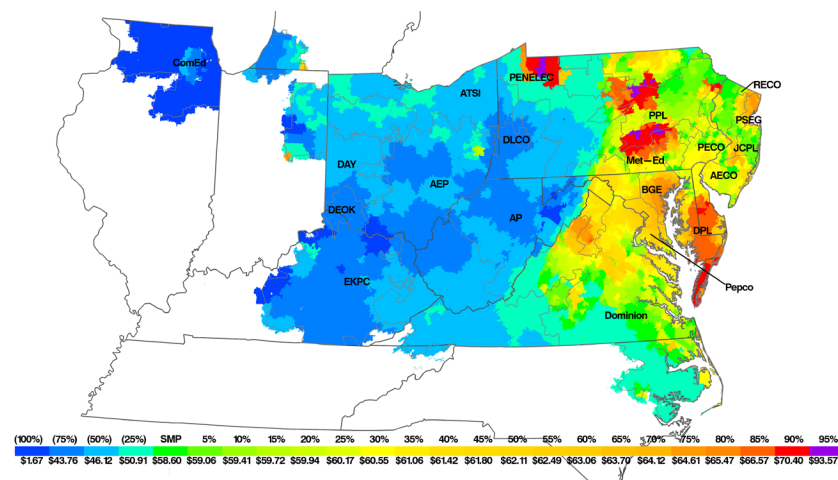 ComEd
RECO
PENELEC
ATSI
PPL
PSEG
DLCO
PECO
JCPL
Met-Ed
DAY
AECO
AEP
BGE
DEOK
AP
DPL
EKPC
Pepco
Dominion
(100%) (75%) (50%) (25%) SMP 5% 10% 15% 20% 25% 30% 35% 40% 45% 50% 55% 60% 65% 70% 75% 80% 85% 90% 95%
$1.67 $43.76 $46.12 $50.91 $58.60 $59.06 $59.41 $59.72 $59.94 $60.17 $60.55 $61.06 $61.42 $61.80 $62.11 $62.49 $63.06 $63.70 $64.12 $64.61 $65.47 $66.57 $70.40 $93.57